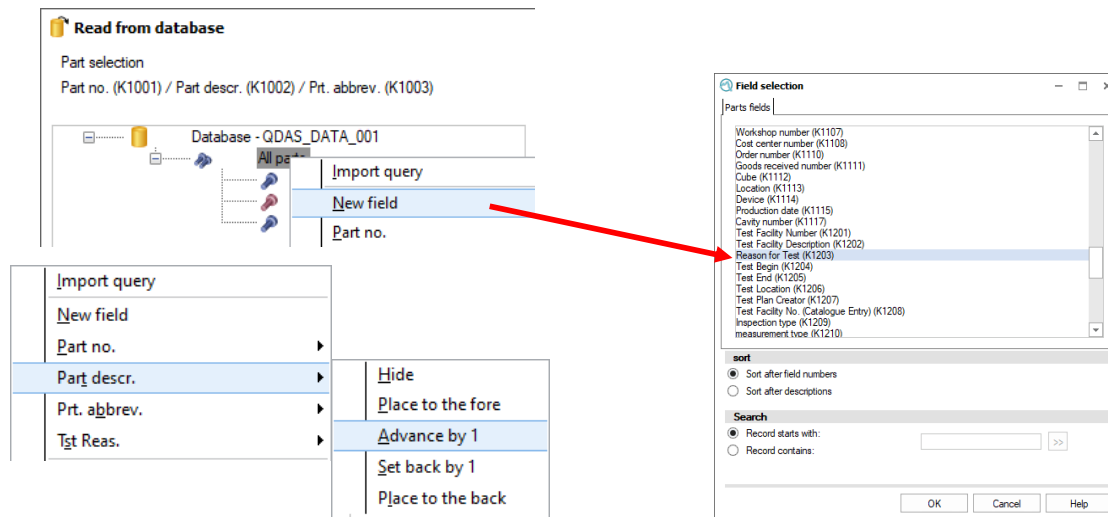 Read from database
Part selection
Part no. (K1001) / Part descr. (K1002) / Prt. abbrev. (K1003)
Database - QDAS_DATA_001
All parts
Import query
New field
Part no.
Import query
New field
Part no.
Part descr.
Prt. abbrev.
Tst Reas.
Hide
Place to the fore
Advance by 1
Set back by 1
Place to the back
Field selection
Parts fields
Workshop number (K1107)
Cost center number (K1108)
Order number (K1110)
Goods received number (K1111)
Cube (K1112)
Location (K1113)
Device (K1114)
Production date (K1115)
Cavity number (K1117)
Test Facility Number (K1201)
Test Facility Description (K1202)
Reason for Test (K1203)
Test Begin (K1204)
Test End (K1205)
Test Location (K1206)
Test Plan Creator (K1207)
Test Facility No. (Catalogue Entry) (K1208)
Inspection type (K1209)
measurement type (K1210)
sort
Sort after field numbers
Sort after descriptions
Search
Record starts with:
>>
Record contains:
OK Cancel Help